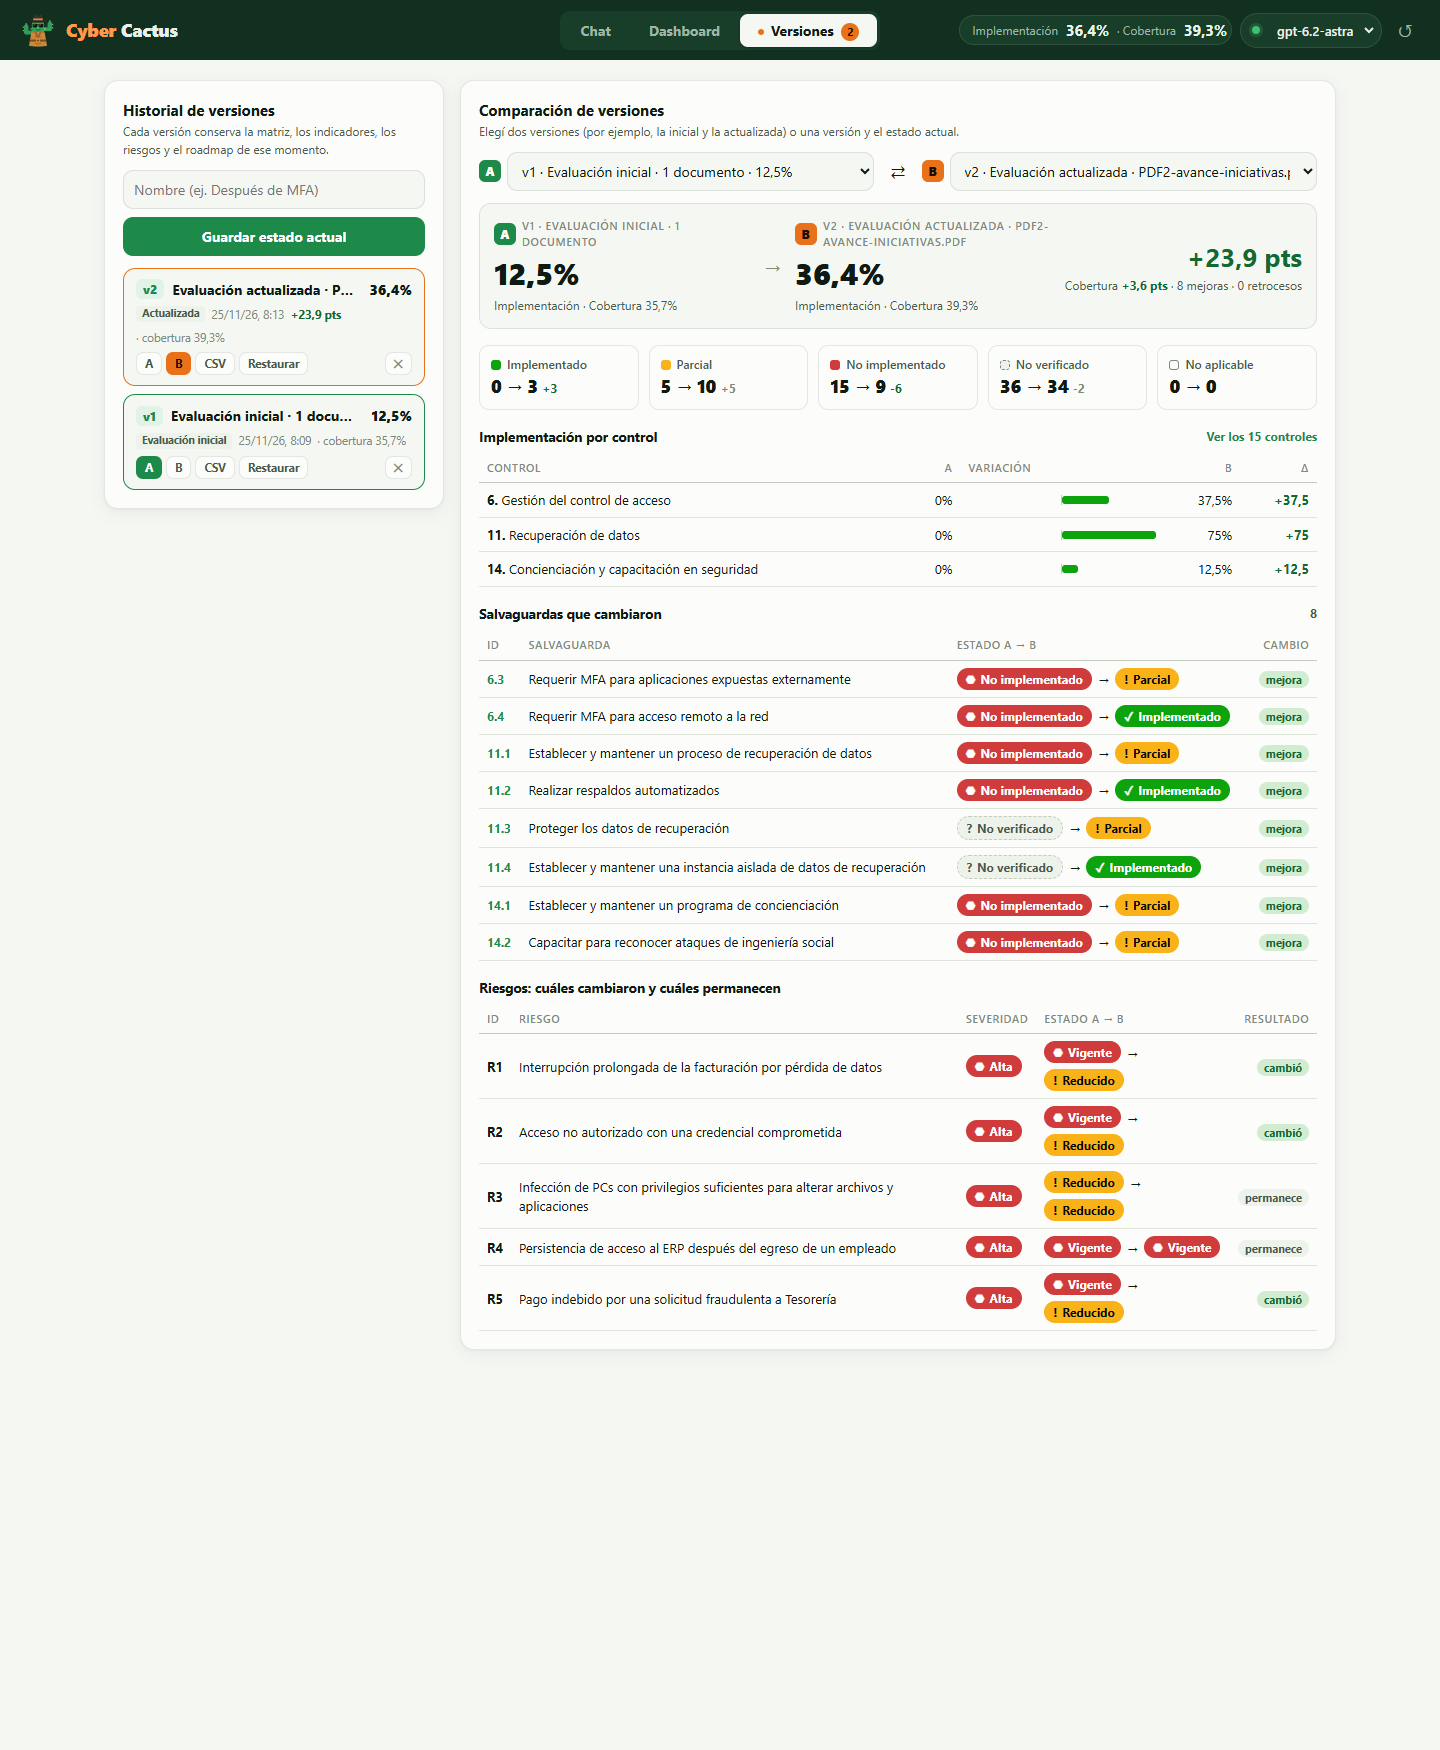 Cyber Cactus
Chat
Dashboard
Versiones 2
Implementación 36,4% · Cobertura 39,3%
gpt-6.2-astra
Historial de versiones
Cada versión conserva la matriz, los indicadores, los
riesgos y el roadmap de ese momento.
Nombre (ej. Después de MFA)
Guardar estado actual
v2 Evaluación actualizada · P... 36,4%
Actualizada 25/11/26, 8:13 +23,9 pts
· cobertura 39,3%
A B CSV Restaurar ×
v1 Evaluación inicial · 1 docu... 12,5%
Evaluación inicial 25/11/26, 8:09 · cobertura 35,7%
A B CSV Restaurar ×
Comparación de versiones
Elegí dos versiones (por ejemplo, la inicial y la actualizada) o una versión y el estado actual.
A v1 · Evaluación inicial · 1 documento · 12,5% ⇄ B v2 · Evaluación actualizada · PDF2-avance-iniciativas.p
A V1 · EVALUACIÓN INICIAL · 1
DOCUMENTO
12,5%
Implementación · Cobertura 35,7%
→
B V2 · EVALUACIÓN ACTUALIZADA · PDF2-
AVANCE-INICIATIVAS.PDF
36,4%
Implementación · Cobertura 39,3%
+23,9 pts
Cobertura +3,6 pts · 8 mejoras · 0 retrocesos
Implementado
0 → 3 +3
Parcial
5 → 10 +5
No implementado
15 → 9 -6
No verificado
36 → 34 -2
No aplicable
0 → 0
Implementación por control Ver los 15 controles
CONTROL A VARIACIÓN B Δ
6. Gestión del control de acceso 0% 37,5% +37,5
11. Recuperación de datos 0% 75% +75
14. Concienciación y capacitación en seguridad 0% 12,5% +12,5
Salvaguardas que cambiaron 8
ID SALVAGUARDA ESTADO A → B CAMBIO
6.3 Requerir MFA para aplicaciones expuestas externamente No implementado → ! Parcial mejora
6.4 Requerir MFA para acceso remoto a la red No implementado → ✓ Implementado mejora
11.1 Establecer y mantener un proceso de recuperación de datos No implementado → ! Parcial mejora
11.2 Realizar respaldos automatizados No implementado → ✓ Implementado mejora
11.3 Proteger los datos de recuperación ? No verificado → ! Parcial mejora
11.4 Establecer y mantener una instancia aislada de datos de recuperación ? No verificado → ✓ Implementado mejora
14.1 Establecer y mantener un programa de concienciación No implementado → ! Parcial mejora
14.2 Capacitar para reconocer ataques de ingeniería social No implementado → ! Parcial mejora
Riesgos: cuáles cambiaron y cuáles permanecen
ID RIESGO SEVERIDAD ESTADO A → B RESULTADO
R1 Interrupción prolongada de la facturación por pérdida de datos Alta Vigente → ! Reducido cambió
R2 Acceso no autorizado con una credencial comprometida Alta Vigente → ! Reducido cambió
R3 Infección de PCs con privilegios suficientes para alterar archivos y
aplicaciones Alta ! Reducido → ! Reducido permanece
R4 Persistencia de acceso al ERP después del egreso de un empleado Alta Vigente → Vigente permanece
R5 Pago indebido por una solicitud fraudulenta a Tesorería Alta Vigente → ! Reducido cambió